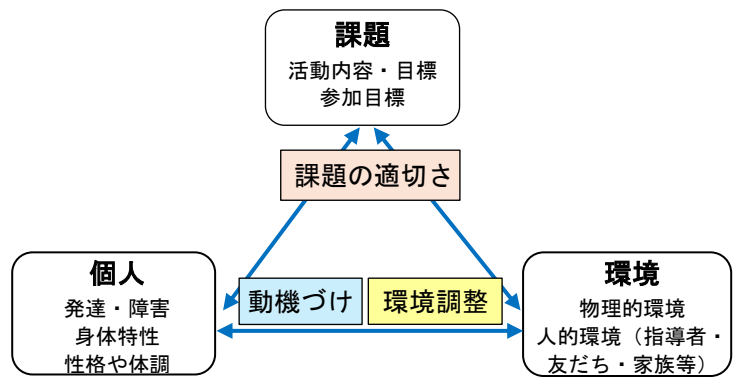 課題
活動内容・目標
参加目標
課題の適切さ
個人
発達・障害
身体特性
性格や体調
動機づけ
環境調整
環境
物理的環境
人的環境（指導者・
友だち・家族等）